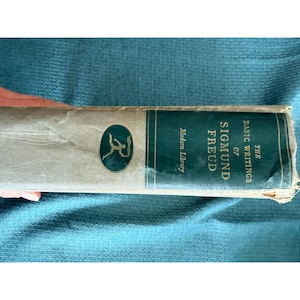 THE
BASIC WRITINGS
OF
SIGMUND
FREUD
Modern Library